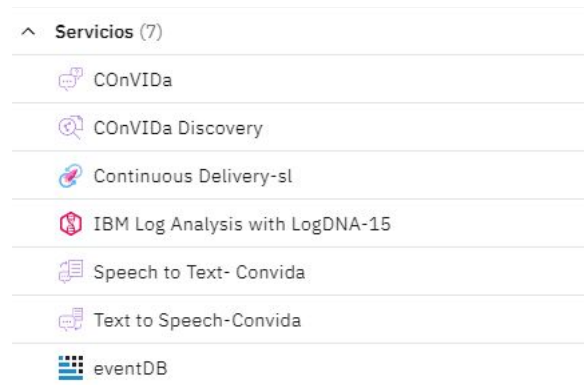 Servicios (7)
COnVIDa
COnVIDa Discovery
Continuous Delivery-sl
IBM Log Analysis with LogDNA-15
Speech to Text- Convida
Text to Speech-Convida
eventDB